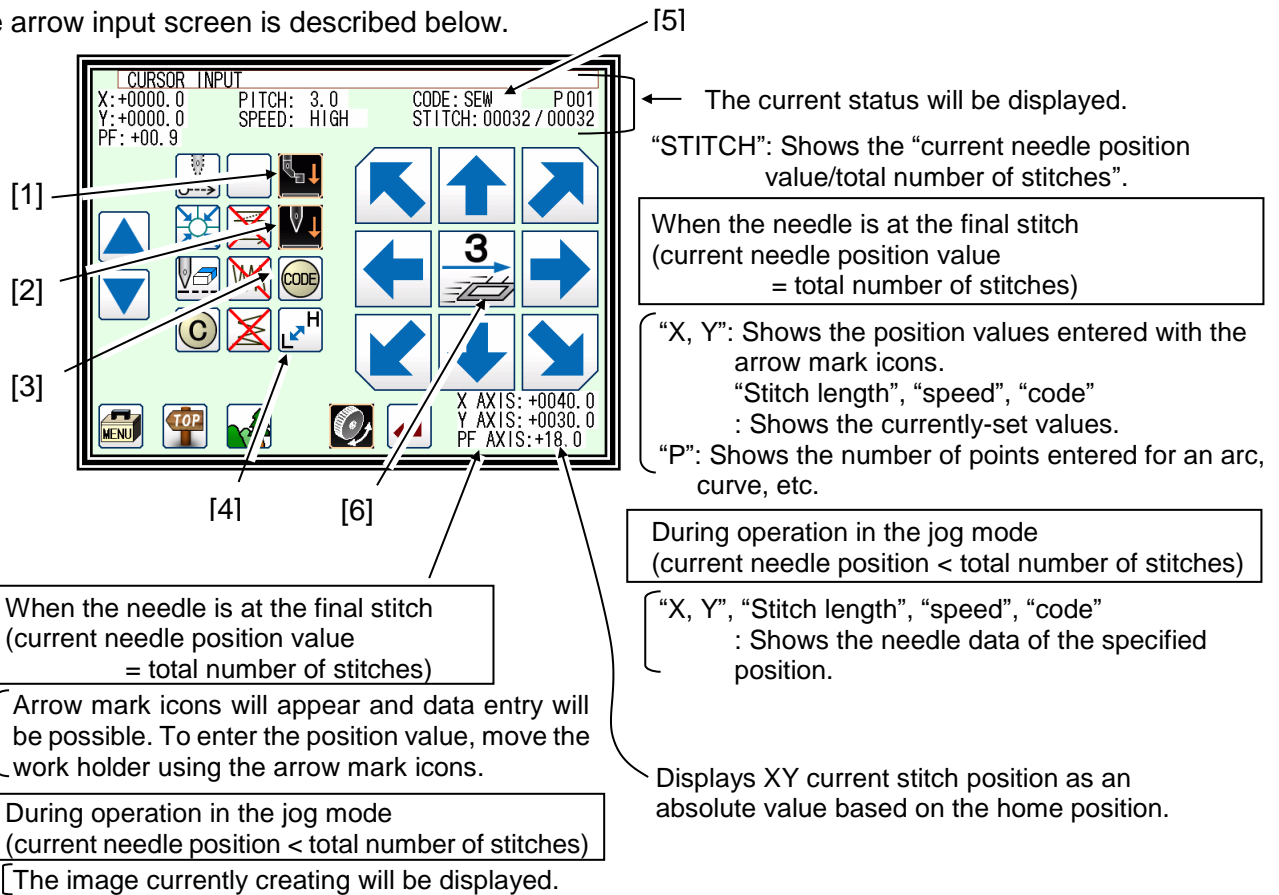 e arrow input screen is described below.
[5]
CURSOR INPUT
X:+0000.0 PITCH: 3.0 CODE:SEW P001
Y:+0000.0 SPEED: HIGH STITCH:00032/00032
PF:+00.9
The current status will be displayed.
“STITCH”: Shows the “current needle position
value/total number of stitches”.
[1]
[2]
[3]
3
CODE
C
L H
MENU
TOP
X AXIS:+0040.0
Y AXIS:+0030.0
PF AXIS:+18.0
[4]
[6]
When the needle is at the final stitch
(current needle position value
= total number of stitches)
“X, Y”: Shows the position values entered with the
arrow mark icons.
“Stitch length”, “speed”, “code”
: Shows the currently-set values.
“P”: Shows the number of points entered for an arc,
curve, etc.
During operation in the jog mode
(current needle position < total number of stitches)
“X, Y”, “Stitch length”, “speed”, “code”
: Shows the needle data of the specified
position.
Displays XY current stitch position as an
absolute value based on the home position.
When the needle is at the final stitch
(current needle position value
= total number of stitches)
Arrow mark icons will appear and data entry will
be possible. To enter the position value, move the
work holder using the arrow mark icons.
During operation in the jog mode
(current needle position < total number of stitches)
The image currently creating will be displayed.